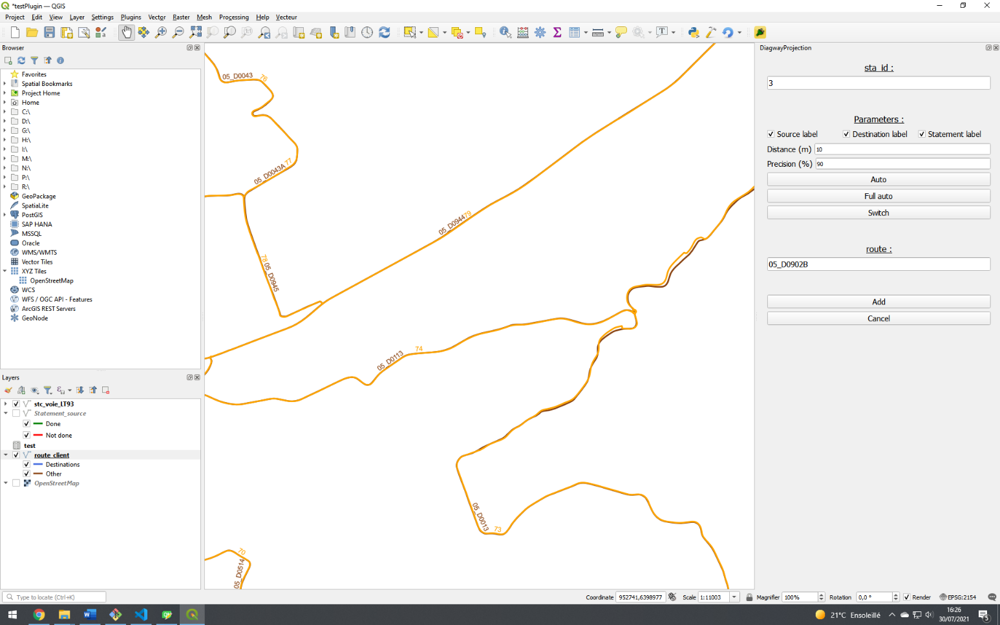 *testPlugin — QGIS
Project Edit View Layer Settings Plugins Vector Raster Mesh Processing Help Vecteur
Browser
Favorites
Spatial Bookmarks
Project Home
Home
C:\
D:\
G:\
H:\
I:\
M:\
N:\
P:\
R:\
GeoPackage
SpatiaLite
PostGIS
SAP HANA
MSSQL
Oracle
WMS/WMTS
Vector Tiles
XYZ Tiles
OpenStreetMap
WCS
WFS / OGC API - Features
ArcGIS REST Servers
GeoNode
Layers
stc_voie_LT93
Statement_source
Done
Not done
test
route_client
Destinations
Other
OpenStreetMap
05_D0043 76
05_D0043A 77
05_D0944 79
78 05_D0945
05_D0113 74
05_D0013 73
70
05_D0514
DiagwayProjection
sta_id :
3
Parameters :
Source label Destination label Statement label
Distance (m) 10
Precision (%) 90
Auto
Full auto
Switch
route :
05_D0902B
Add
Cancel
Type to locate (Ctrl+K)
Coordinate 952741,6398977 Scale 1:11003 Magnifier 100% Rotation 0,0 ° Render EPSG:2154
21°C Ensoleillé
16:26
30/07/2021
5